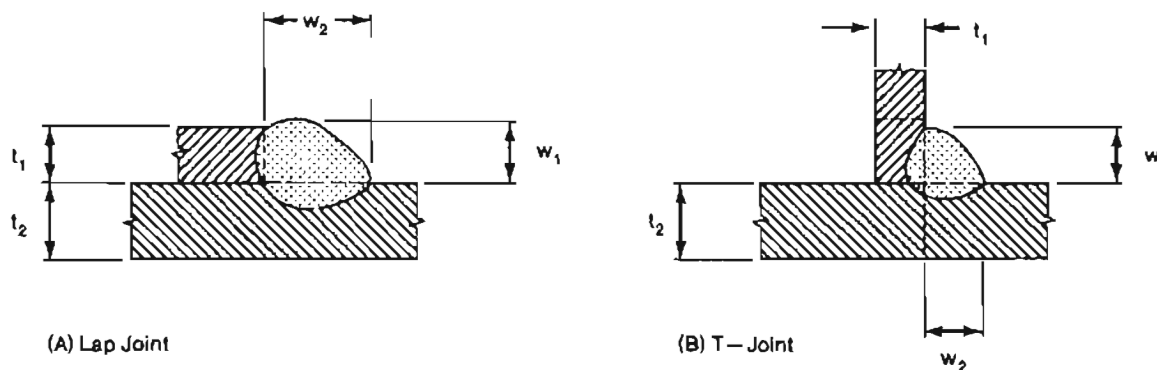 w₂
t₁
t₂
w₁
(A) Lap Joint
t₁
t₂
w
w₂
(B) T — Joint